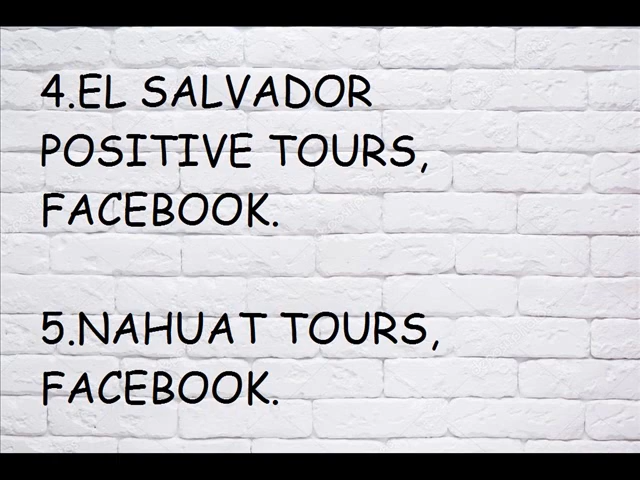 4.EL SALVADOR
POSITIVE TOURS,
FACEBOOK.
5.NAHUAT TOURS,
FACEBOOK.